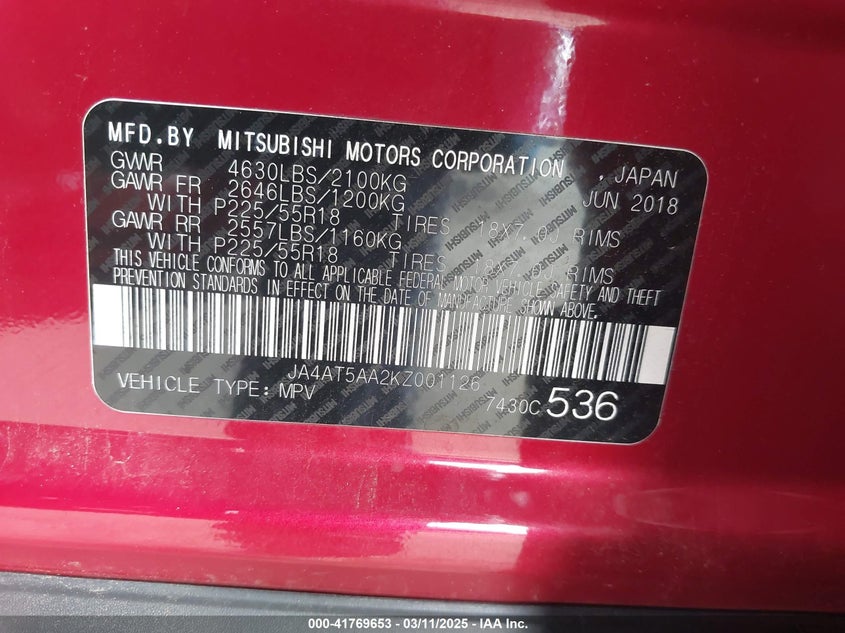 MFD.BY MITSUBISHI MOTORS CORPORATION , JAPAN
GVWR 4630LBS/2100KG JUN 2018
GAWR FR 2646LBS/1200KG
WITH P225/55R18 TIRES 18X7.0J RIMS
GAWR RR 2557LBS/1160KG
WITH P225/55R18 TIRES 18X7.0J RIMS
THIS VEHICLE CONFORMS TO ALL APPLICABLE FEDERAL MOTOR VEHICLE SAFETY AND THEFT
PREVENTION STANDARDS IN EFFECT ON THE DATE OF MANUFACTURE SHOWN ABOVE.
JA4AT5AA2KZ001126
VEHICLE TYPE: MPV 7430C 536
000-41769653 - 03/11/2025 - IAA Inc.